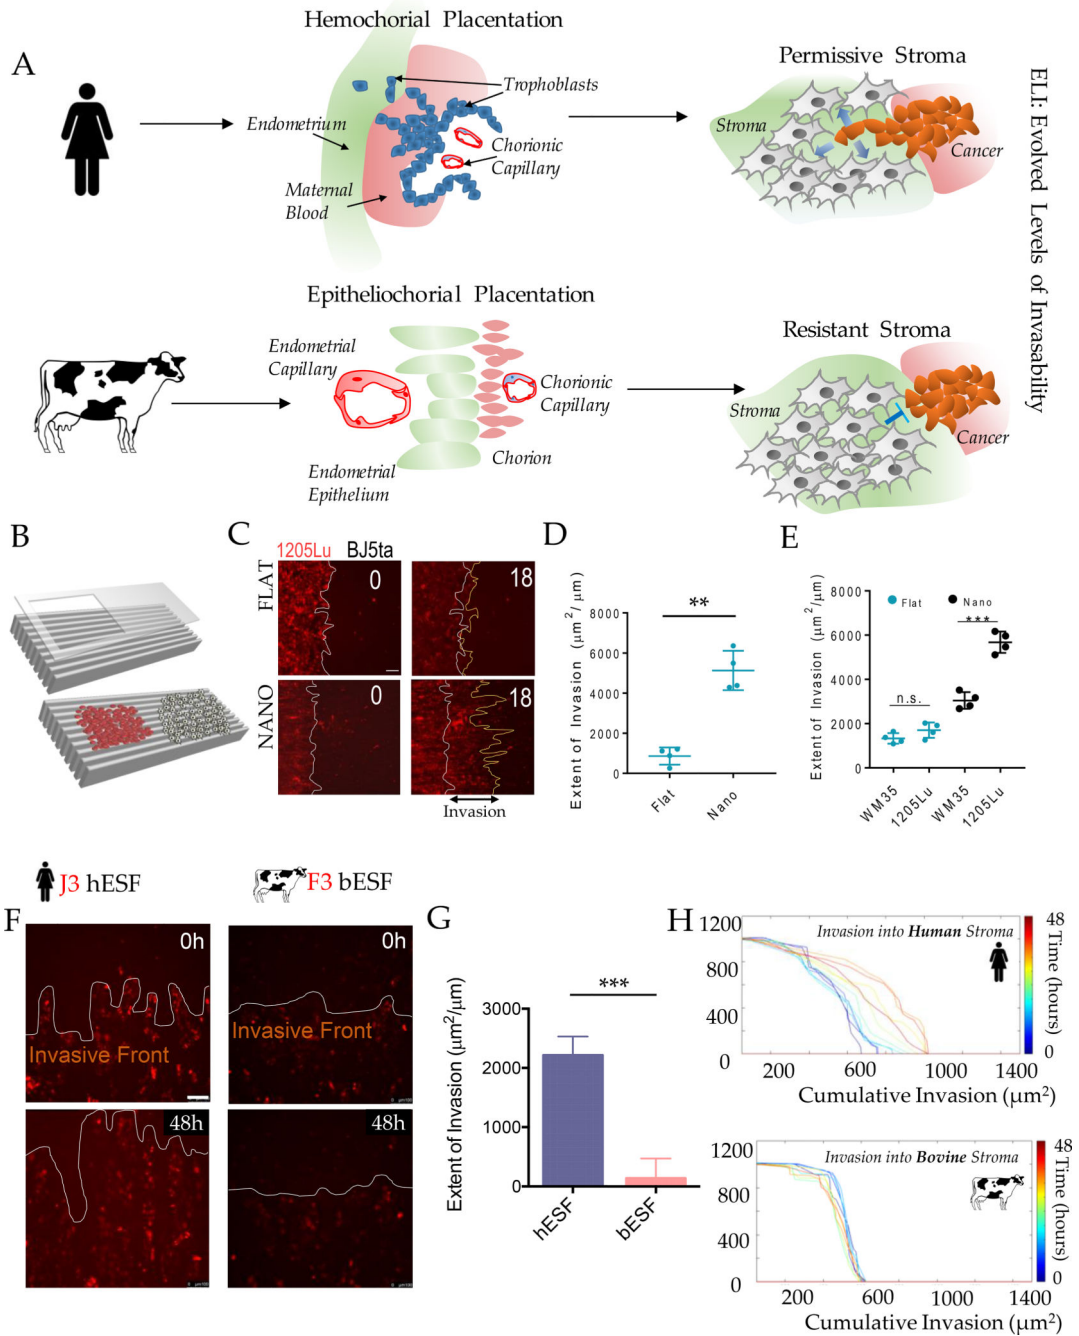 A
Hemochorial Placentation
Permissive Stroma
Trophoblasts
Endometrium
Chorionic
Capillary
Maternal
Blood
Stroma
Cancer
ELI: Evolved Levels of Invasability
Epitheliochorial Placentation
Resistant Stroma
Endometrial
Capillary
Chorionic
Capillary
Endometrial
Epithelium
Chorion
Stroma
Cancer
B
C
1205Lu BJ5ta
FLAT
0
18
NANO
0
18
Invasion
D
Extent of Invasion (μm²/μm)
8000
6000
4000
2000
0
**
Flat
Nano
E
Extent of Invasion (μm²/μm)
8000
6000
4000
2000
0
Flat
Nano
***
n.s.
WM35
1205Lu
WM35
1205Lu
F
J3 hESF
F3 bESF
0h
Invasive Front
0h
Invasive Front
48h
48h
G
Extent of Invasion (μm²/μm)
3000
2000
1000
0
***
hESF
bESF
H
1200
800
400
0
Invasion into Human Stroma
200 600 1000 1400
Cumulative Invasion (μm²)
48
Time (hours)
0
1200
800
400
0
Invasion into Bovine Stroma
200 600 1000 1400
Cumulative Invasion (μm²)
48
Time (hours)
0